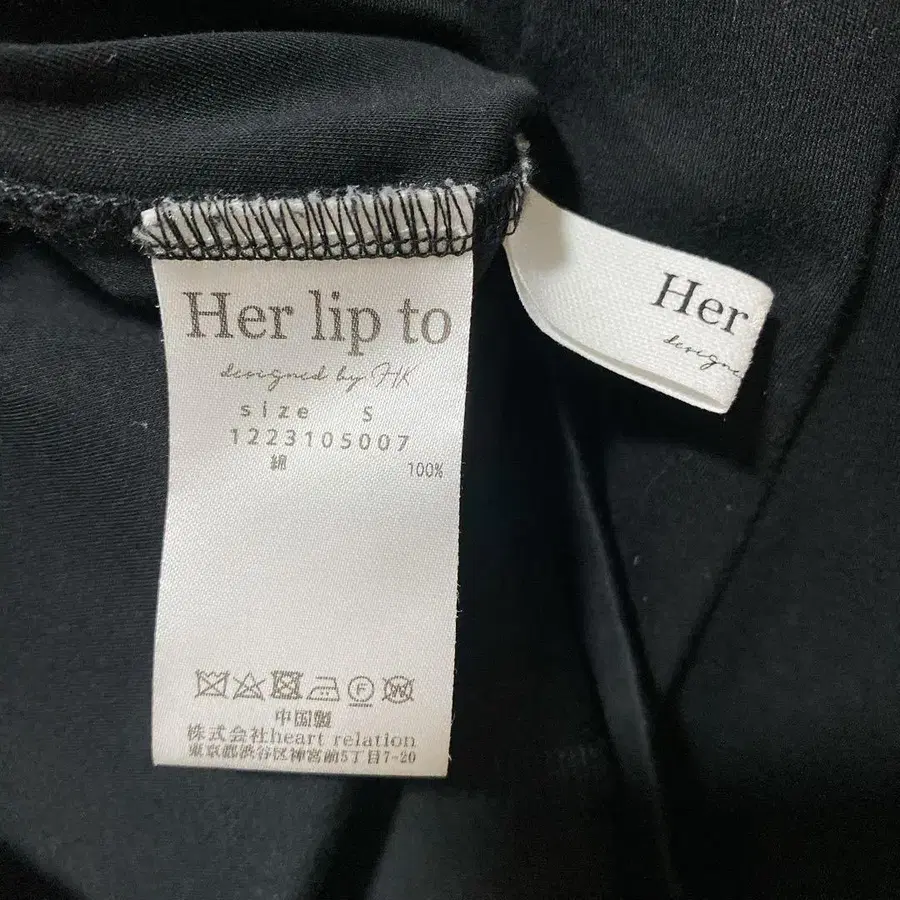 Her lip to
designed by HK
size S
1223105007
綿 100%
中国製
株式会社heart relation
東京都渋谷区神宮前5丁目7-20
Her
designe